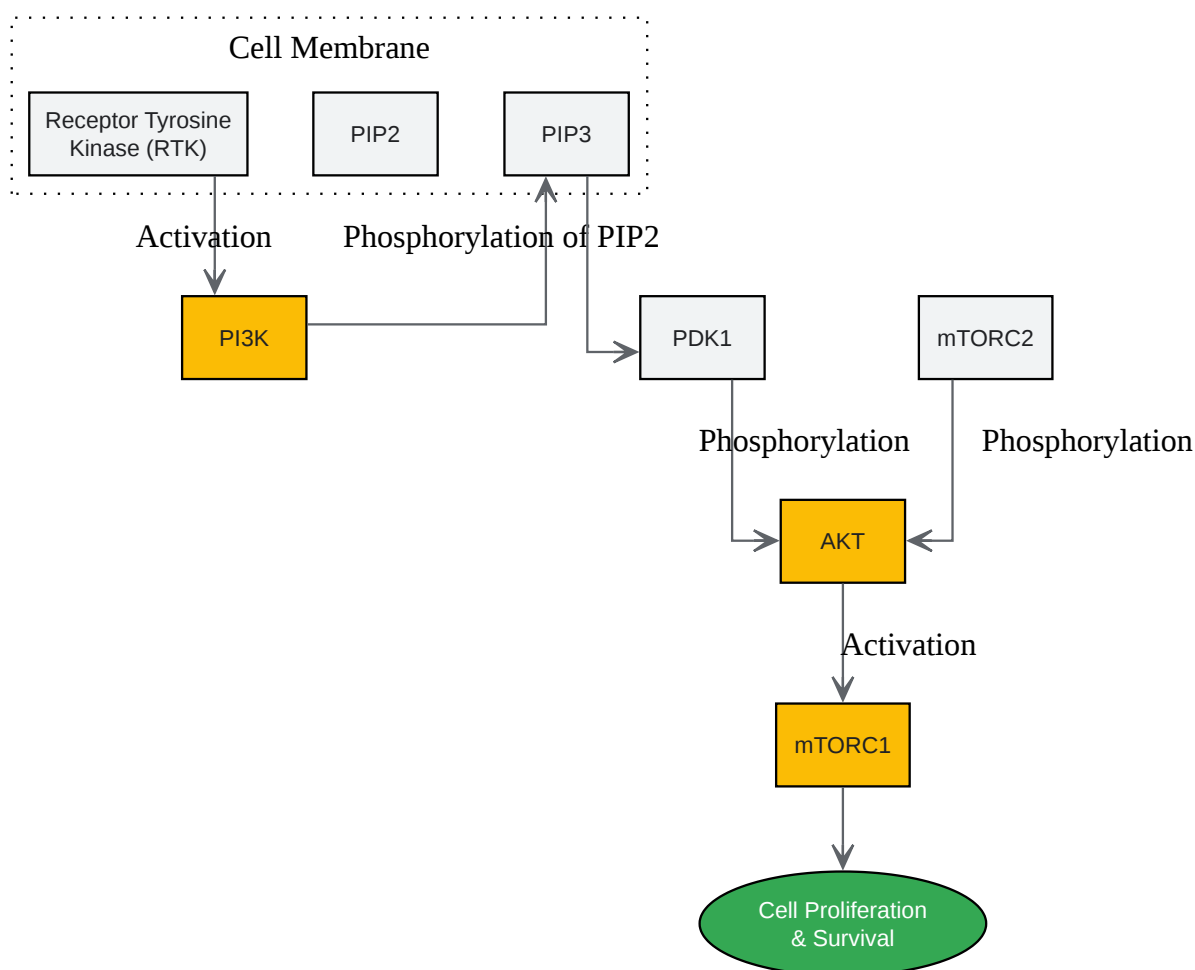 Cell Membrane
Receptor Tyrosine
Kinase (RTK)
PIP2
PIP3
Activation
Phosphorylation of PIP2
PI3K
PDK1
mTORC2
Phosphorylation
Phosphorylation
AKT
Activation
mTORC1
Cell Proliferation
& Survival